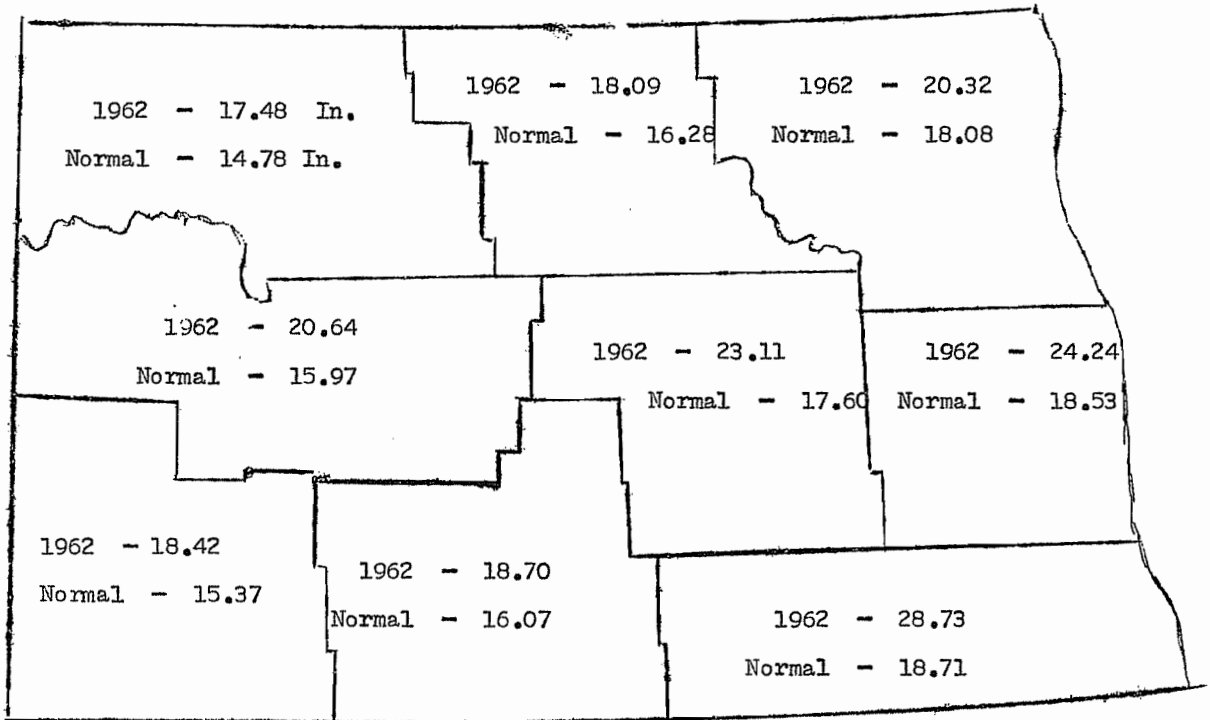 1962 - 17.48 In.
Normal - 14.78 In.
1962 - 18.09
Normal - 16.28
1962 - 20.32
Normal - 18.08
1962 - 20.64
Normal - 15.97
1962 - 23.11
Normal - 17.60
1962 - 24.24
Normal - 18.53
1962 - 18.42
Normal - 15.37
1962 - 18.70
Normal - 16.07
1962 - 28.73
Normal - 18.71